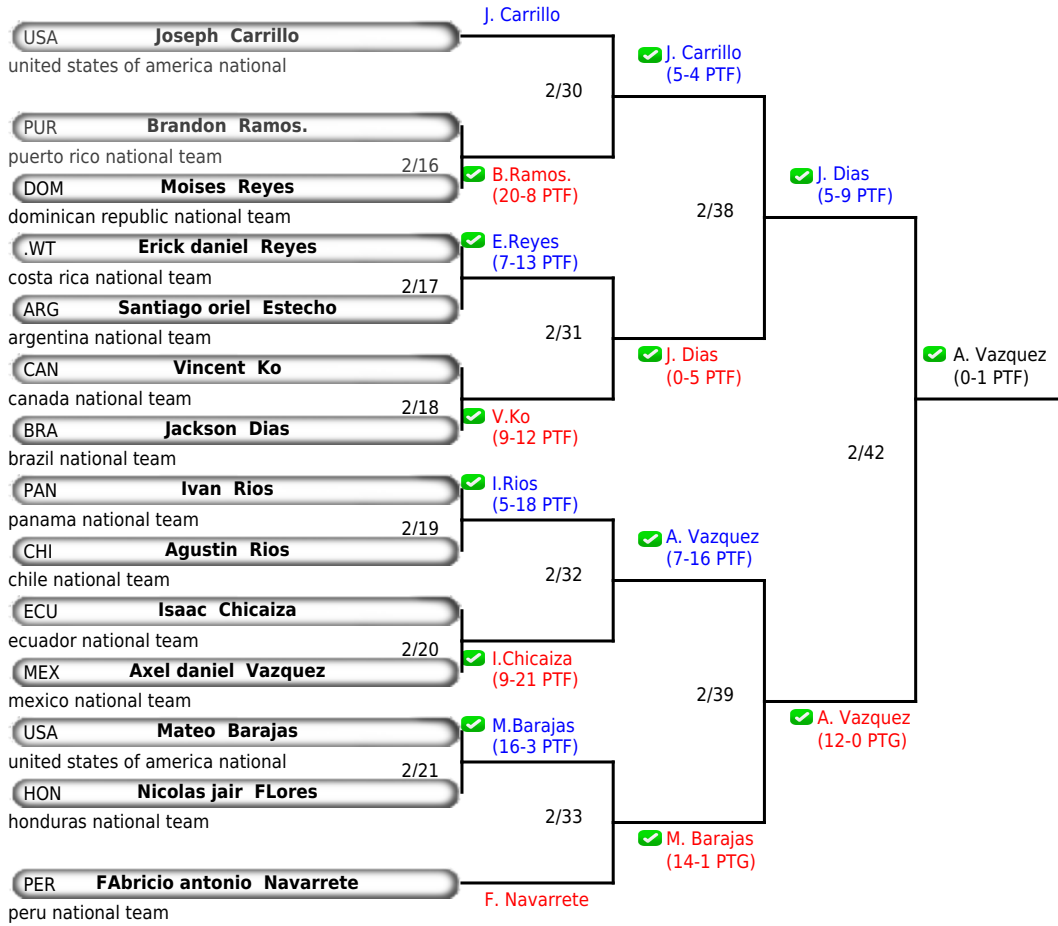 J. Carrillo
USA Joseph Carrillo
united states of america national
J. Carrillo
(5-4 PTF)
2/30
PUR Brandon Ramos.
puerto rico national team
2/16
B.Ramos.
(20-8 PTF)
DOM Moises Reyes
dominican republic national team
J. Dias
(5-9 PTF)
2/38
.WT Erick daniel Reyes
costa rica national team
E.Reyes
(7-13 PTF)
2/17
ARG Santiago oriel Estecho
argentina national team
2/31
J. Dias
(0-5 PTF)
CAN Vincent Ko
canada national team
2/18
V.Ko
(9-12 PTF)
BRA Jackson Dias
brazil national team
A. Vazquez
(0-1 PTF)
2/42
PAN Ivan Rios
panama national team
I.Rios
(5-18 PTF)
2/19
CHI Agustin Rios
chile national team
A. Vazquez
(7-16 PTF)
2/32
ECU Isaac Chicaiza
ecuador national team
2/20
I.Chicaiza
(9-21 PTF)
MEX Axel daniel Vazquez
mexico national team
2/39
A. Vazquez
(12-0 PTG)
USA Mateo Barajas
united states of america national
M.Barajas
(16-3 PTF)
2/21
HON Nicolas jair FLores
honduras national team
2/33
M. Barajas
(14-1 PTG)
PER FAbricio antonio Navarrete
peru national team
F. Navarrete